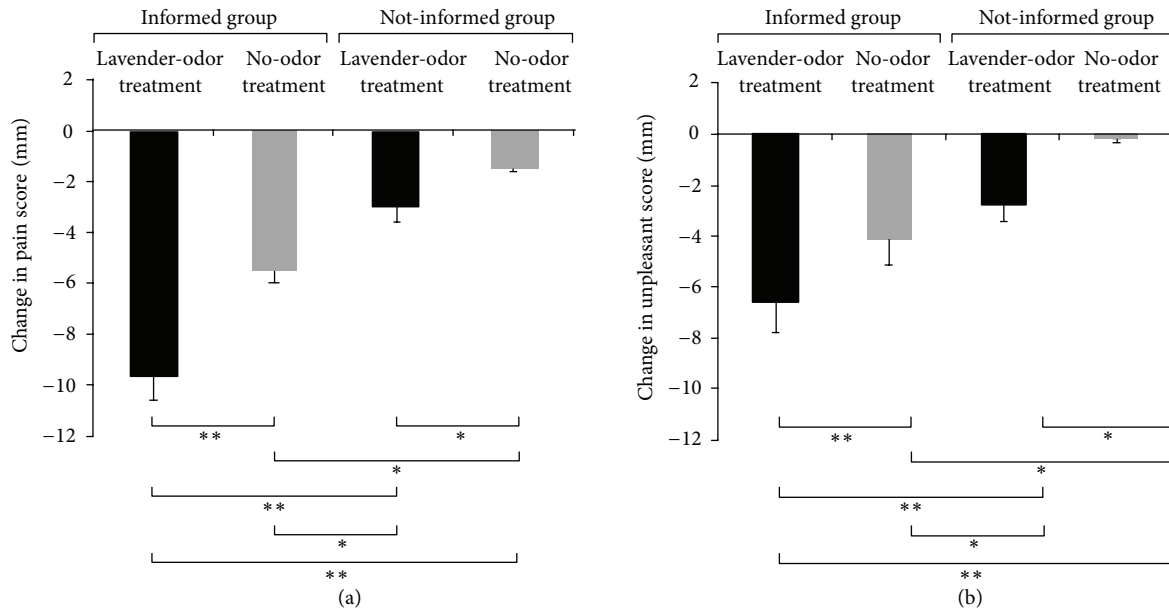 Informed group Not-informed group
Lavender-odor No-odor Lavender-odor No-odor
treatment treatment treatment treatment
2
0
−2
−4
−6
−8
−10
−12
Change in pain score (mm)
** *
*
**
*
**
(a)
Informed group Not-informed group
Lavender-odor No-odor Lavender-odor No-odor
treatment treatment treatment treatment
2
0
−2
−4
−6
−8
−10
−12
Change in unpleasant score (mm)
** *
*
**
*
**
(b)